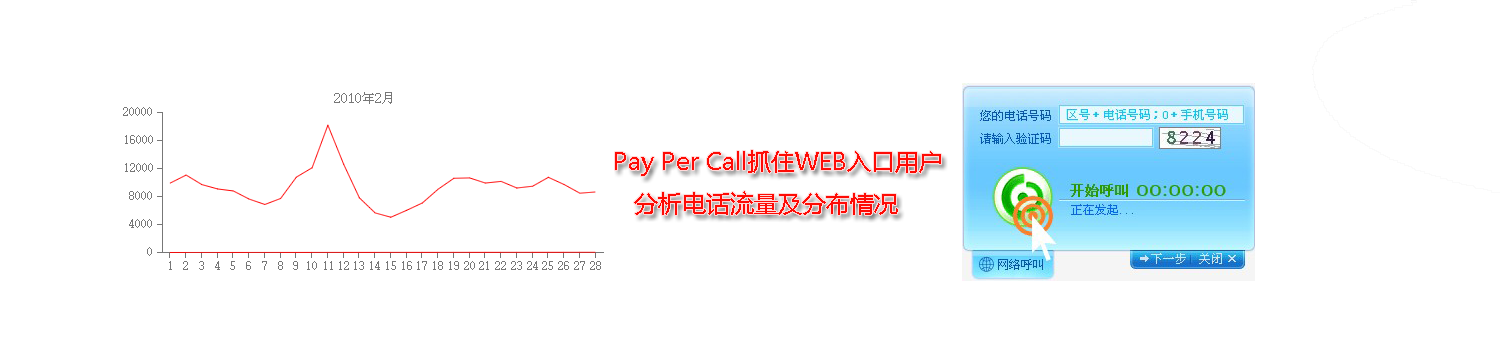 2010年2月
20000
16000
12000
8000
4000
0
1 2 3 4 5 6 7 8 9 10 11 12 13 14 15 16 17 18 19 20 21 22 23 24 25 26 27 28
Pay Per Call抓住WEB入口用户
分析电话流量及分布情况
您的电话号码 区号+电话号码；0+手机号码
请输入验证码 8224
开始呼叫 00:00:00
正在发起...
网络呼叫
下一步 关闭 ×